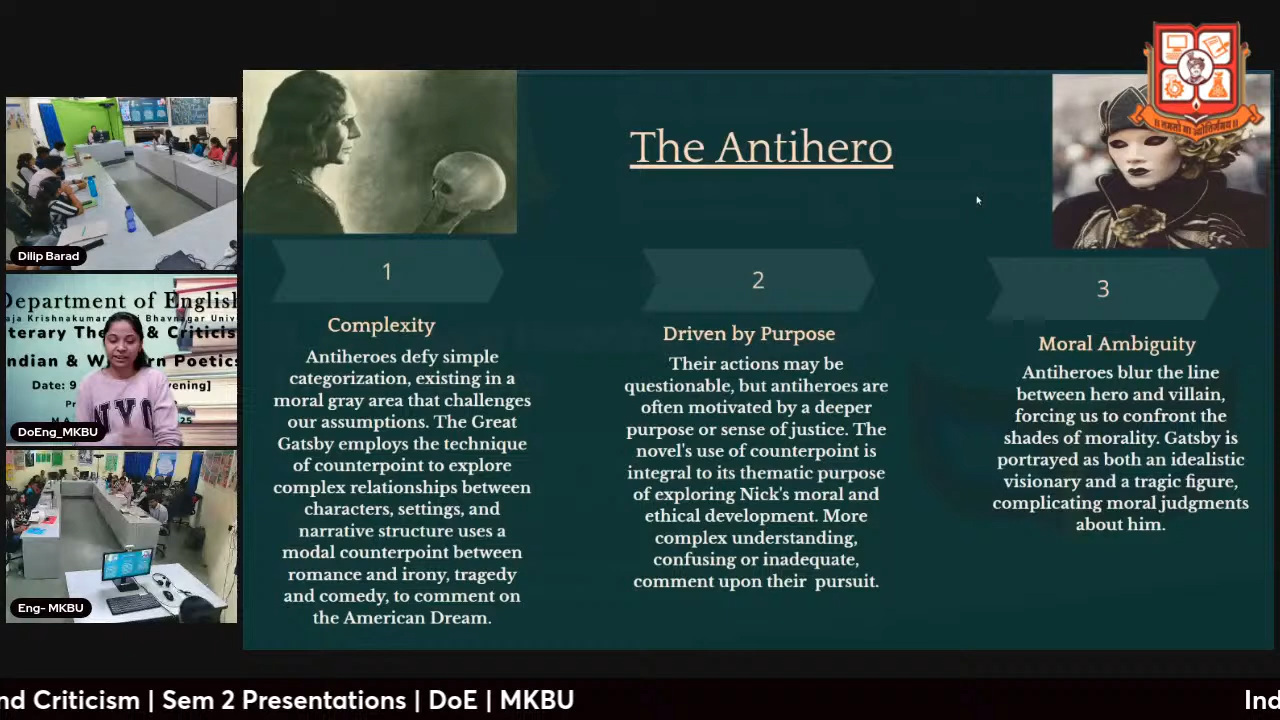 The Antihero
1
Complexity
Antiheroes defy simple
categorization, existing in a
moral gray area that challenges
our assumptions. The Great
Gatsby employs the technique
of counterpoint to explore
complex relationships between
characters, settings, and
narrative structure uses a
modal counterpoint between
romance and irony, tragedy
and comedy, to comment on
the American Dream.
2
Driven by Purpose
Their actions may be
questionable, but antiheroes are
often motivated by a deeper
purpose or sense of justice. The
novel's use of counterpoint is
integral to its thematic purpose
of exploring Nick's moral and
ethical development. More
complex understanding,
confusing or inadequate,
comment upon their pursuit.
3
Moral Ambiguity
Antiheroes blur the line
between hero and villain,
forcing us to confront the
shades of morality. Gatsby is
portrayed as both an idealistic
visionary and a tragic figure,
complicating moral judgments
about him.
Dilip Barad
Department of English
Date: 9
DoEng_MKBU
NYC
Eng- MKBU
nd Criticism | Sem 2 Presentations | DoE | MKBU
Ind